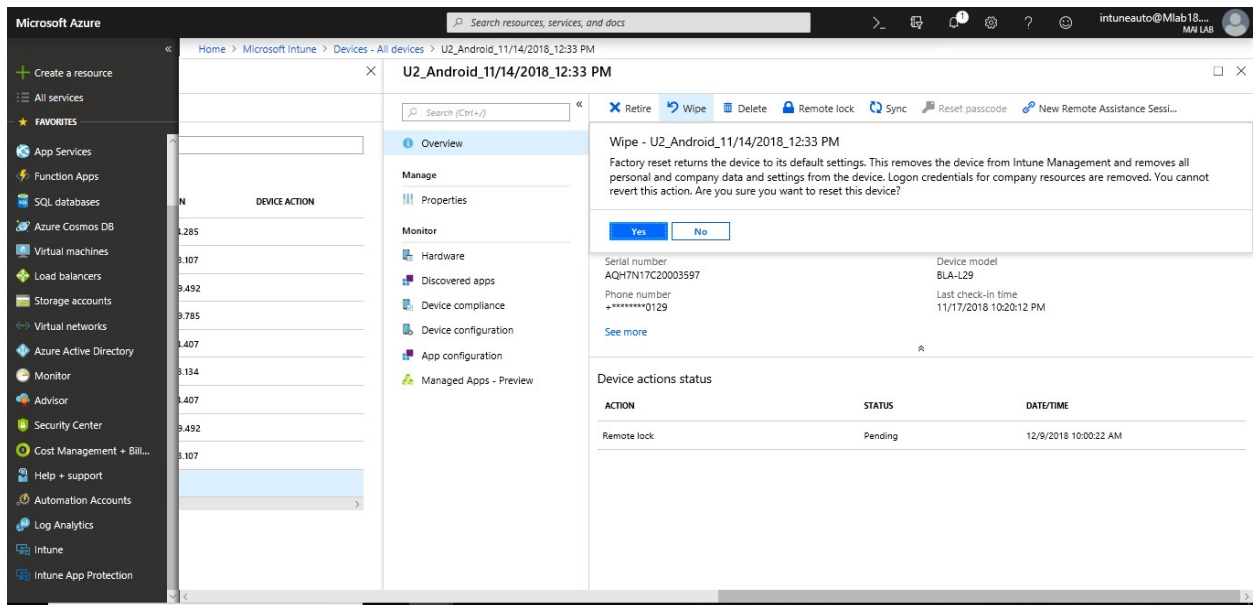 Microsoft Azure
Search resources, services, and docs
1
intuneauto@Mlab18....
MAI LAB
Home > Microsoft Intune > Devices - All devices > U2_Android_11/14/2018_12:33 PM
Create a resource
All services
FAVORITES
App Services
Function Apps
SQL databases
Azure Cosmos DB
Virtual machines
Load balancers
Storage accounts
Virtual networks
Azure Active Directory
Monitor
Advisor
Security Center
Cost Management + Bill...
Help + support
Automation Accounts
Log Analytics
Intune
Intune App Protection
N DEVICE ACTION
.285
.107
.492
.785
.407
.134
.407
.492
.107
U2_Android_11/14/2018_12:33 PM
Search (Ctrl+/)
Overview
Manage
Properties
Monitor
Hardware
Discovered apps
Device compliance
Device configuration
App configuration
Managed Apps - Preview
Retire Wipe Delete Remote lock Sync Reset passcode New Remote Assistance Sessi...
Wipe - U2_Android_11/14/2018_12:33 PM
Factory reset returns the device to its default settings. This removes the device from Intune Management and removes all
personal and company data and settings from the device. Logon credentials for company resources are removed. You cannot
revert this action. Are you sure you want to reset this device?
Yes No
Serial number
AQH7N17C20003597
Phone number
+********0129
See more
Device model
BLA-L29
Last check-in time
11/17/2018 10:20:12 PM
Device actions status
ACTION STATUS DATE/TIME
Remote lock Pending 12/9/2018 10:00:22 AM